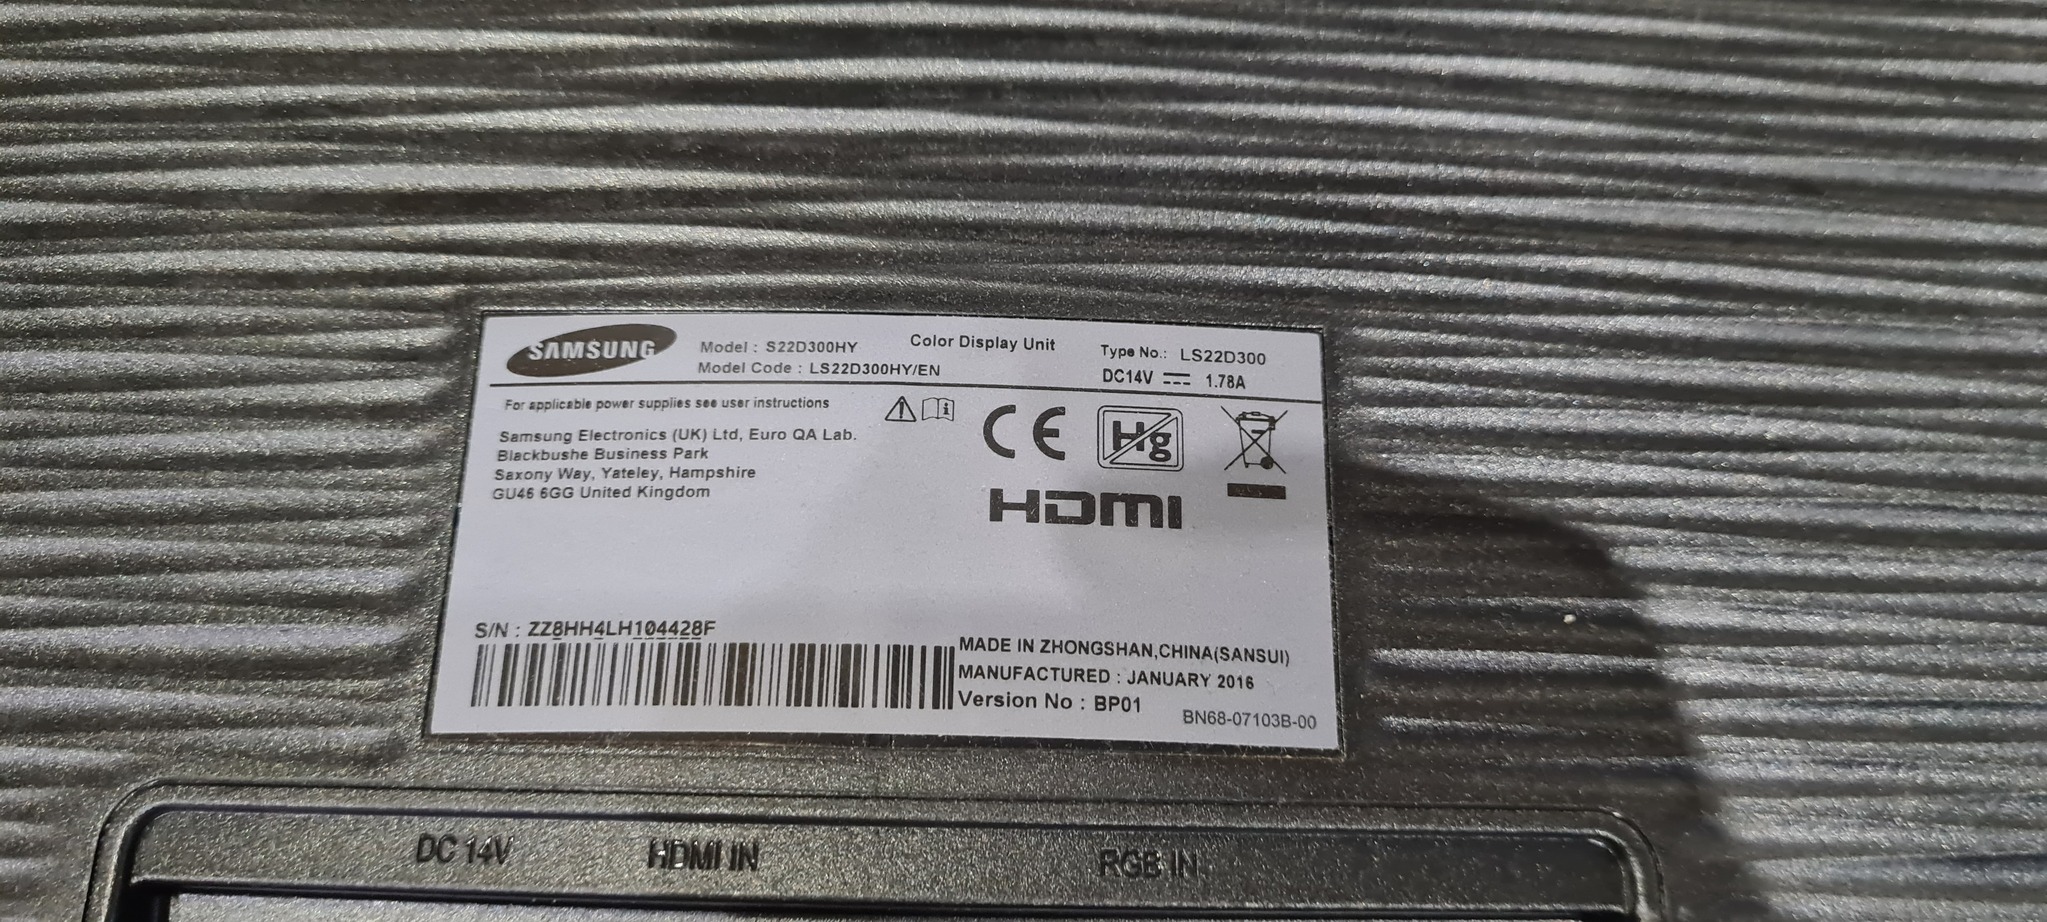 SAMSUNG
Model : S22D300HY
Model Code : LS22D300HY/EN
Color Display Unit
Type No.: LS22D300
DC14V 1.78A
For applicable power supplies see user instructions
Samsung Electronics (UK) Ltd, Euro QA Lab.
Blackbushe Business Park
Saxony Way, Yateley, Hampshire
GU46 6GG United Kingdom
CE
Hg
HDMI
S/N : ZZ8HH4LH104428F
MADE IN ZHONGSHAN,CHINA(SANSUI)
MANUFACTURED : JANUARY 2016
Version No : BP01
BN68-07103B-00
DC 14V
HDMI IN
RGB IN